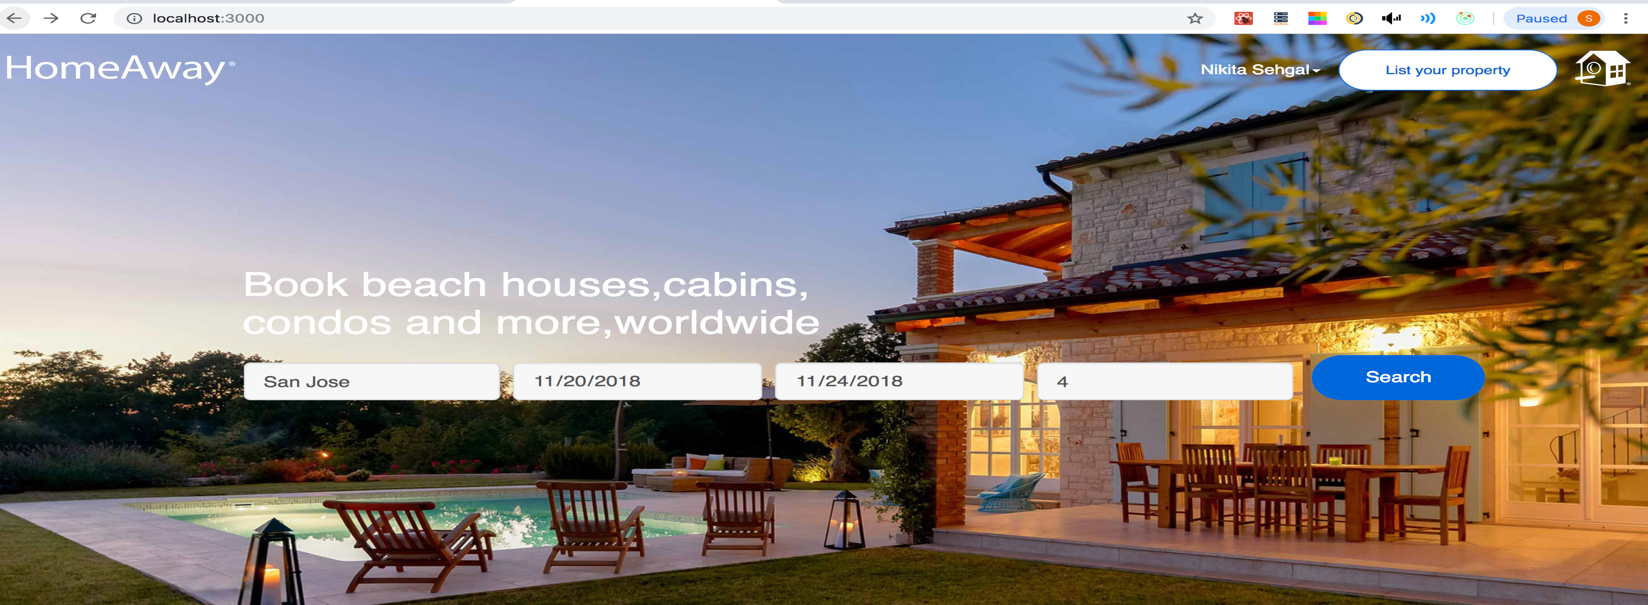 localhost:3000
Paused
S
HomeAway®
Nikita Sehgal
List your property
Book beach houses,cabins,
condos and more,worldwide
San Jose
11/20/2018
11/24/2018
4
Search